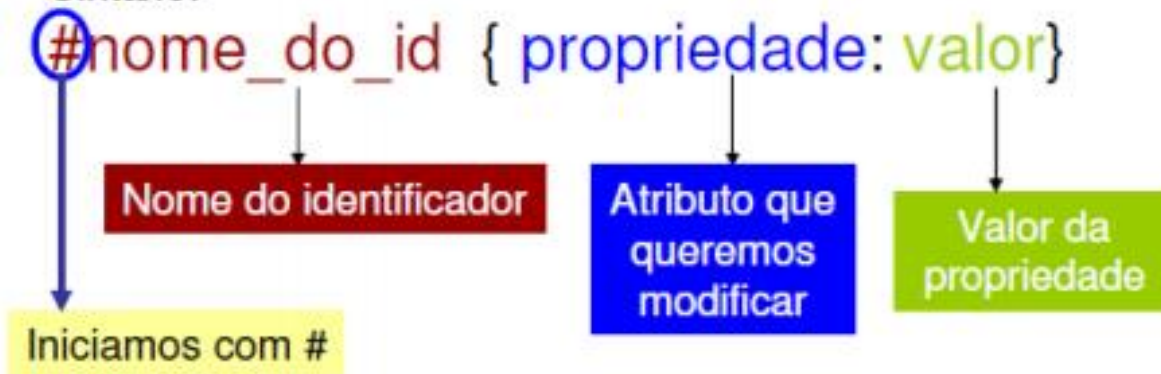 #nome_do_id { propriedade: valor}
Nome do identificador
Atributo que
queremos
modificar
Valor da
propriedade
Iniciamos com #